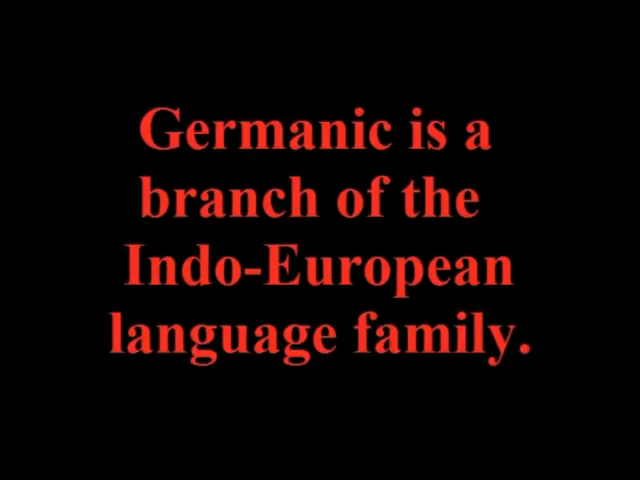 Germanic is a
branch of the
Indo-European
language family.